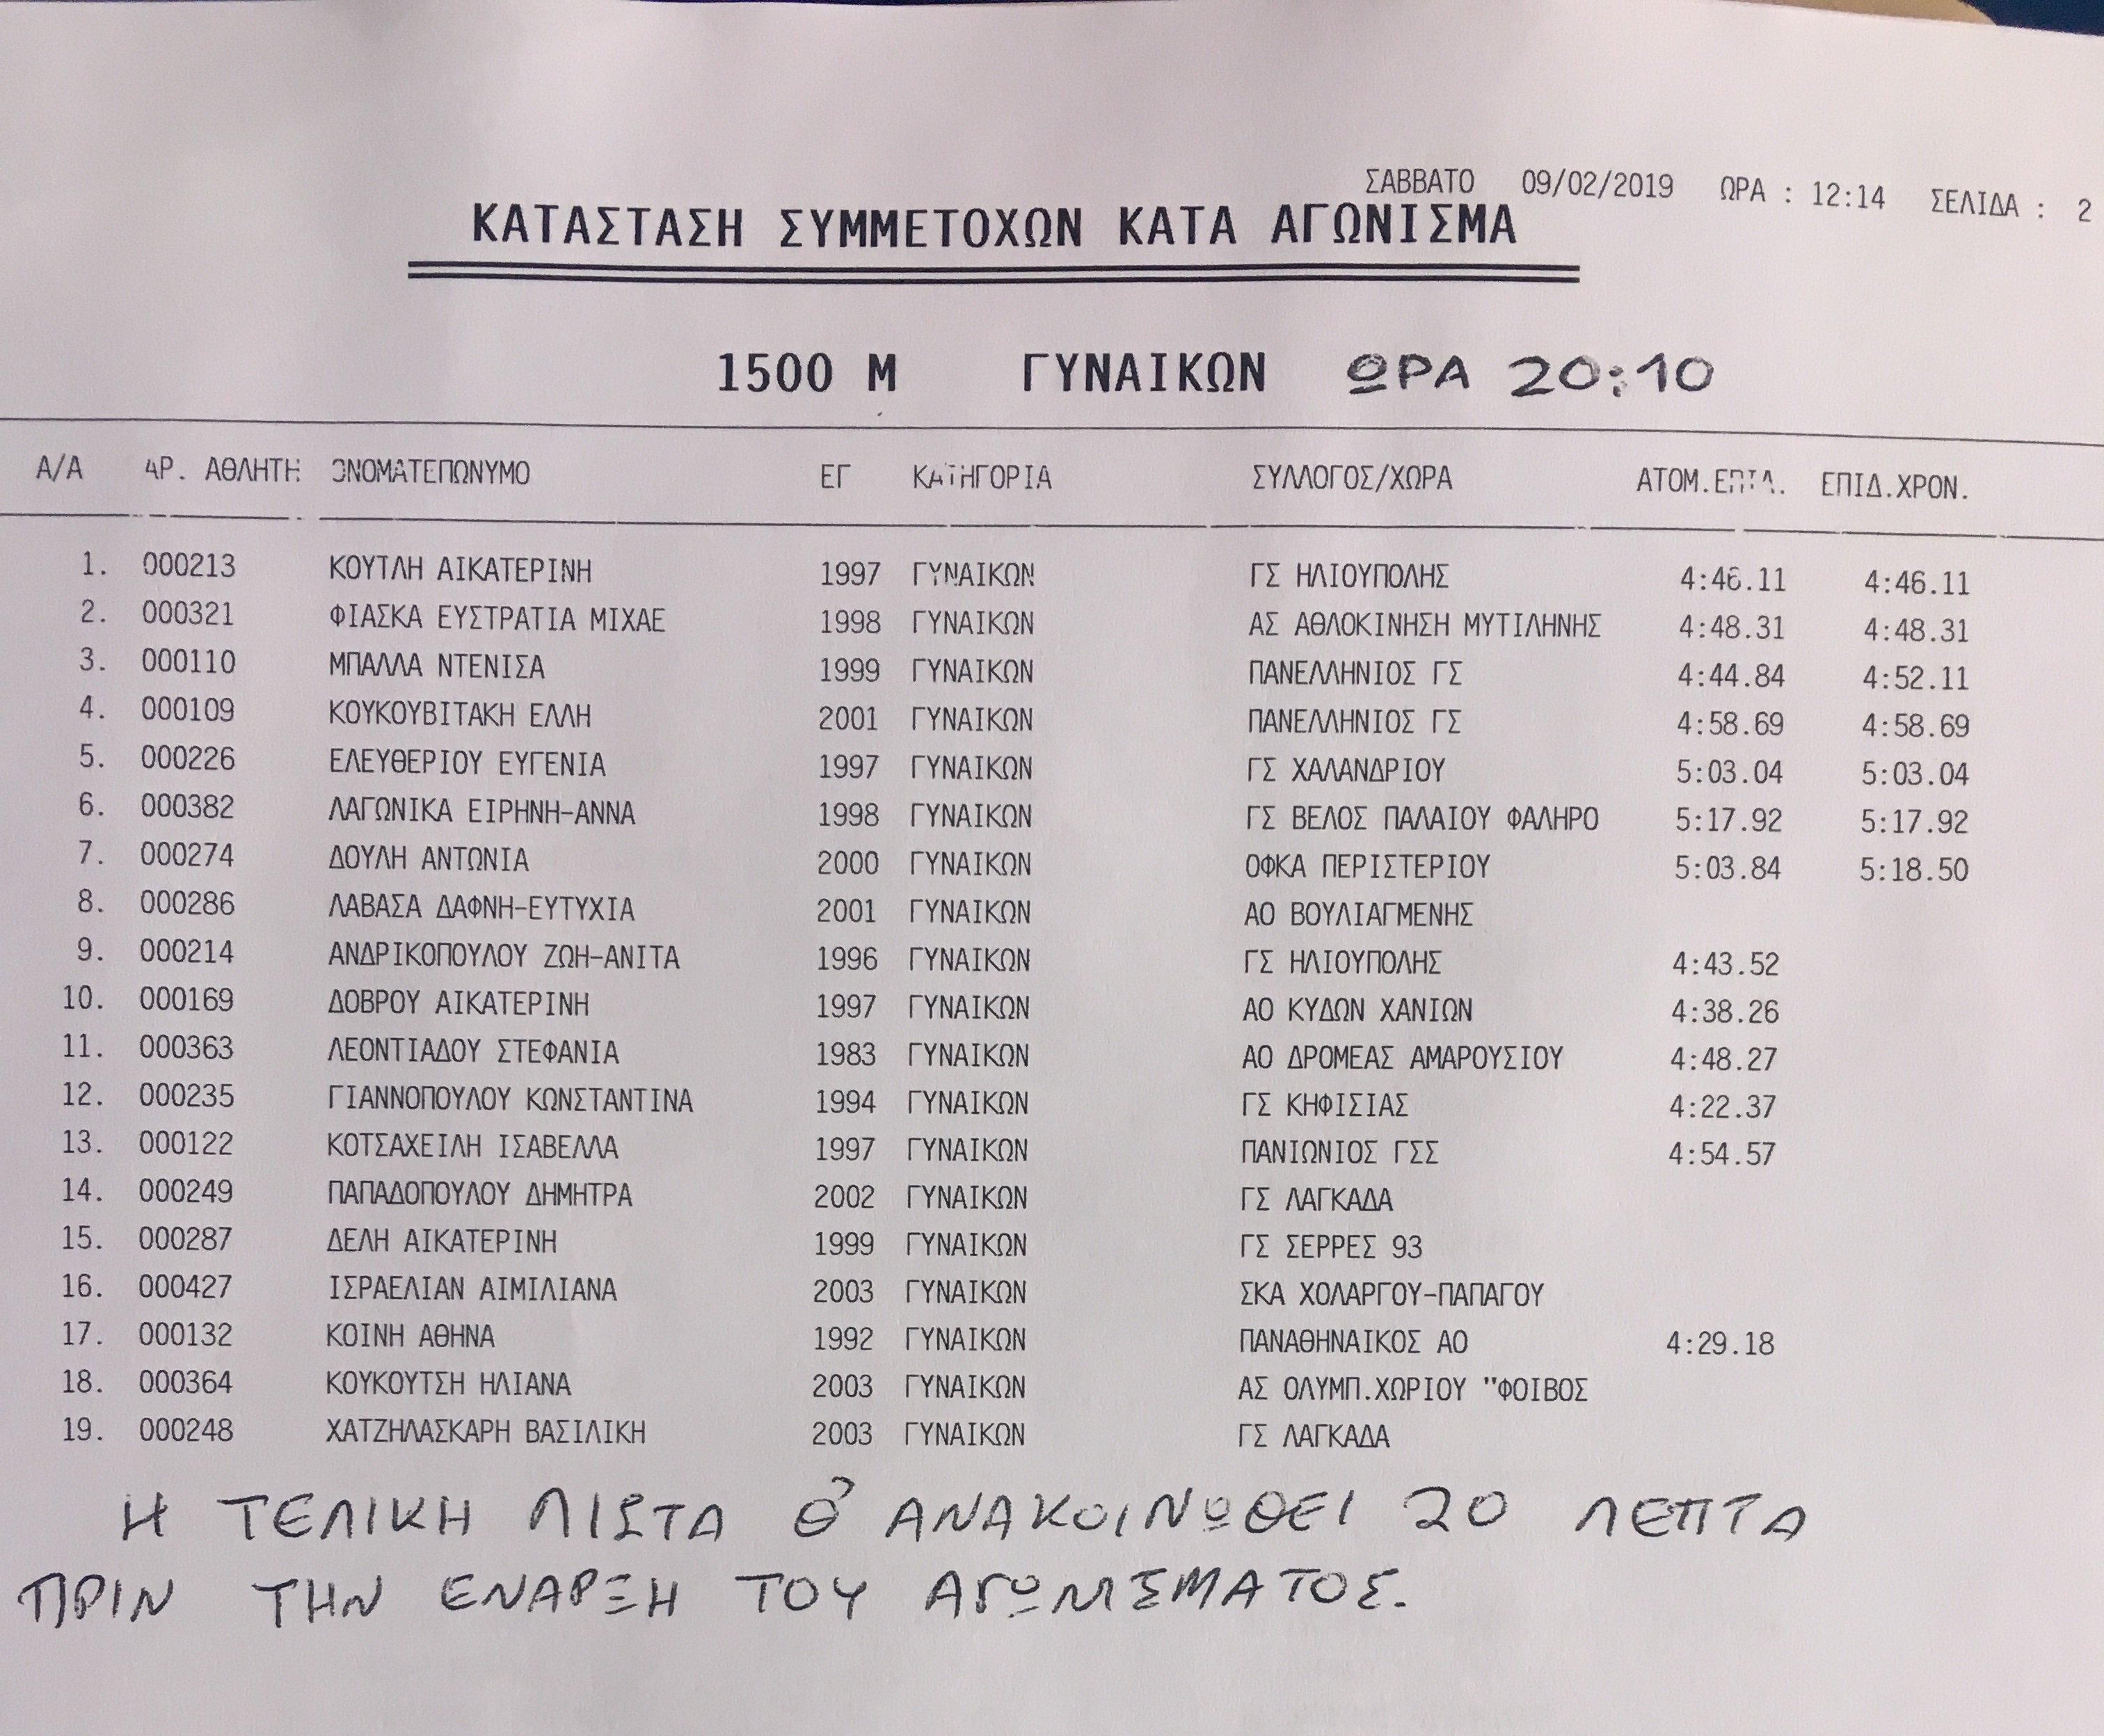 ΣΑΒΒΑΤΟ 09/02/2019 ΩΡΑ : 12:14 ΣΕΛΙΔΑ : 2
ΚΑΤΑΣΤΑΣΗ ΣΥΜΜΕΤΟΧΩΝ ΚΑΤΑ ΑΓΩΝΙΣΜΑ
1500 Μ ΓΥΝΑΙΚΩΝ ΩΡΑ 20:10
Α/Α ΑΡ. ΑΘΛΗΤΗ ΟΝΟΜΑΤΕΠΩΝΥΜΟ ΕΓ ΚΑΤΗΓΟΡΙΑ ΣΥΛΛΟΓΟΣ/ΧΩΡΑ ΑΤΟΜ.ΕΠΙΔ. ΕΠΙΔ.ΧΡΟΝ.
1. 000213 ΚΟΥΤΛΗ ΑΙΚΑΤΕΡΙΝΗ 1997 ΓΥΝΑΙΚΩΝ ΓΣ ΗΛΙΟΥΠΟΛΗΣ 4:46.11 4:46.11
2. 000321 ΦΙΑΣΚΑ ΕΥΣΤΡΑΤΙΑ ΜΙΧΑΕ 1998 ΓΥΝΑΙΚΩΝ ΑΣ ΑΘΛΟΚΙΝΗΣΗ ΜΥΤΙΛΗΝΗΣ 4:48.31 4:48.31
3. 000110 ΜΠΑΛΛΑ ΝΤΕΝΙΣΑ 1999 ΓΥΝΑΙΚΩΝ ΠΑΝΕΛΛΗΝΙΟΣ ΓΣ 4:44.84 4:52.11
4. 000109 ΚΟΥΚΟΥΒΙΤΑΚΗ ΕΛΛΗ 2001 ΓΥΝΑΙΚΩΝ ΠΑΝΕΛΛΗΝΙΟΣ ΓΣ 4:58.69 4:58.69
5. 000226 ΕΛΕΥΘΕΡΙΟΥ ΕΥΓΕΝΙΑ 1997 ΓΥΝΑΙΚΩΝ ΓΣ ΧΑΛΑΝΔΡΙΟΥ 5:03.04 5:03.04
6. 000382 ΛΑΓΩΝΙΚΑ ΕΙΡΗΝΗ-ΑΝΝΑ 1998 ΓΥΝΑΙΚΩΝ ΓΣ ΒΕΛΟΣ ΠΑΛΑΙΟΥ ΦΑΛΗΡΟ 5:17.92 5:17.92
7. 000274 ΔΟΥΛΗ ΑΝΤΩΝΙΑ 2000 ΓΥΝΑΙΚΩΝ ΟΦΚΑ ΠΕΡΙΣΤΕΡΙΟΥ 5:03.84 5:18.50
8. 000286 ΛΑΒΑΣΑ ΔΑΦΝΗ-ΕΥΤΥΧΙΑ 2001 ΓΥΝΑΙΚΩΝ ΑΟ ΒΟΥΛΙΑΓΜΕΝΗΣ
9. 000214 ΑΝΔΡΙΚΟΠΟΥΛΟΥ ΖΩΗ-ΑΝΙΤΑ 1996 ΓΥΝΑΙΚΩΝ ΓΣ ΗΛΙΟΥΠΟΛΗΣ 4:43.52
10. 000169 ΔΟΒΡΟΥ ΑΙΚΑΤΕΡΙΝΗ 1997 ΓΥΝΑΙΚΩΝ ΑΟ ΚΥΔΩΝ ΧΑΝΙΩΝ 4:38.26
11. 000363 ΛΕΟΝΤΙΑΔΟΥ ΣΤΕΦΑΝΙΑ 1983 ΓΥΝΑΙΚΩΝ ΑΟ ΔΡΟΜΕΑΣ ΑΜΑΡΟΥΣΙΟΥ 4:48.27
12. 000235 ΓΙΑΝΝΟΠΟΥΛΟΥ ΚΩΝΣΤΑΝΤΙΝΑ 1994 ΓΥΝΑΙΚΩΝ ΓΣ ΚΗΦΙΣΙΑΣ 4:22.37
13. 000122 ΚΟΤΣΑΧΕΙΛΗ ΙΣΑΒΕΛΛΑ 1997 ΓΥΝΑΙΚΩΝ ΠΑΝΙΩΝΙΟΣ ΓΣΣ 4:54.57
14. 000249 ΠΑΠΑΔΟΠΟΥΛΟΥ ΔΗΜΗΤΡΑ 2002 ΓΥΝΑΙΚΩΝ ΓΣ ΛΑΓΚΑΔΑ
15. 000287 ΔΕΛΗ ΑΙΚΑΤΕΡΙΝΗ 1999 ΓΥΝΑΙΚΩΝ ΓΣ ΣΕΡΡΕΣ 93
16. 000427 ΙΣΡΑΕΛΙΑΝ ΑΙΜΙΛΙΑΝΑ 2003 ΓΥΝΑΙΚΩΝ ΣΚΑ ΧΟΛΑΡΓΟΥ-ΠΑΠΑΓΟΥ
17. 000132 ΚΟΙΝΗ ΑΘΗΝΑ 1992 ΓΥΝΑΙΚΩΝ ΠΑΝΑΘΗΝΑΙΚΟΣ ΑΟ 4:29.18
18. 000364 ΚΟΥΚΟΥΤΣΗ ΗΛΙΑΝΑ 2003 ΓΥΝΑΙΚΩΝ ΑΣ ΟΛΥΜΠ.ΧΩΡΙΟΥ "ΦΟΙΒΟΣ
19. 000248 ΧΑΤΖΗΛΑΣΚΑΡΗ ΒΑΣΙΛΙΚΗ 2003 ΓΥΝΑΙΚΩΝ ΓΣ ΛΑΓΚΑΔΑ
Η ΤΕΛΙΚΗ ΛΙΣΤΑ Θ' ΑΝΑΚΟΙΝΩΘΕΙ 20 ΛΕΠΤΑ
ΠΡΙΝ ΤΗΝ ΕΝΑΡΞΗ ΤΟΥ ΑΓΩΝΙΣΜΑΤΟΣ.